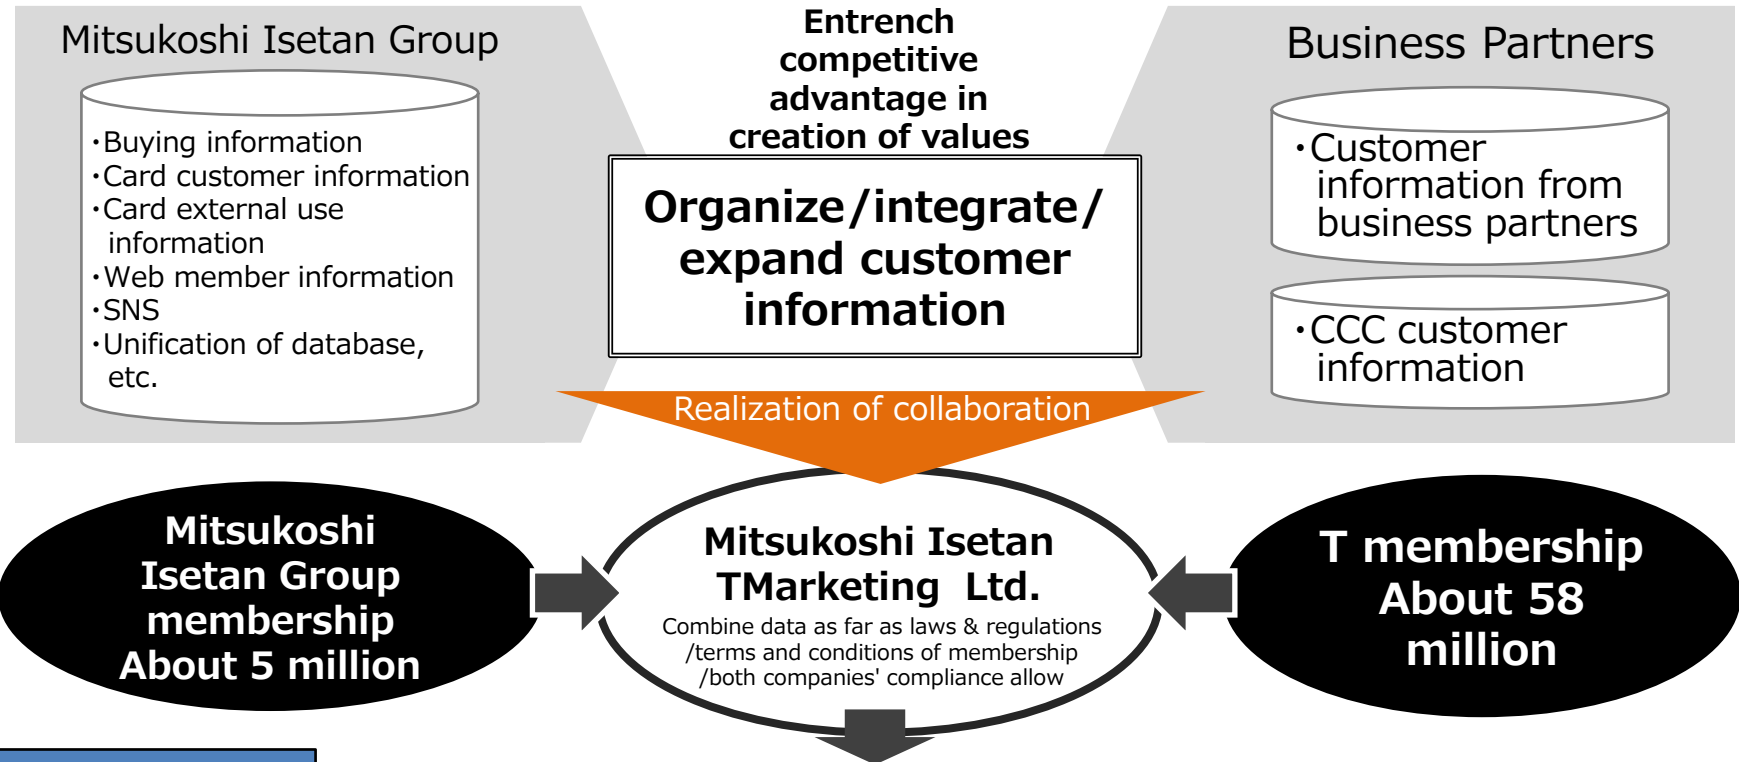 Mitsukoshi Isetan Group
・Buying information
・Card customer information
・Card external use
information
・Web member information
・SNS
・Unification of database,
etc.
Entrench
competitive
advantage in
creation of values
Organize/integrate/
expand customer
information
Business Partners
・Customer
information from
business partners
・CCC customer
information
Realization of collaboration
Mitsukoshi
Isetan Group
membership
About 5 million
Mitsukoshi Isetan
TMarketing Ltd.
Combine data as far as laws & regulations
/terms and conditions of membership
/both companies' compliance allow
T membership
About 58
million